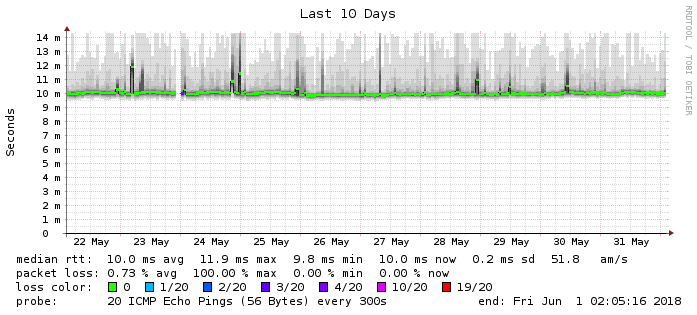 Last 10 Days
RRDTOOL / TOBI OETIKER
Seconds
14 m
13 m
12 m
11 m
10 m
9 m
8 m
7 m
6 m
5 m
4 m
3 m
2 m
1 m
0
22 May 23 May 24 May 25 May 26 May 27 May 28 May 29 May 30 May 31 May
median rtt: 10.0 ms avg 11.9 ms max 9.8 ms min 10.0 ms now 0.2 ms sd 51.8 am/s
packet loss: 0.73 % avg 100.00 % max 0.00 % min 0.00 % now
loss color: 0 1/20 2/20 3/20 4/20 10/20 19/20
probe: 20 ICMP Echo Pings (56 Bytes) every 300s end: Fri Jun 1 02:05:16 2018